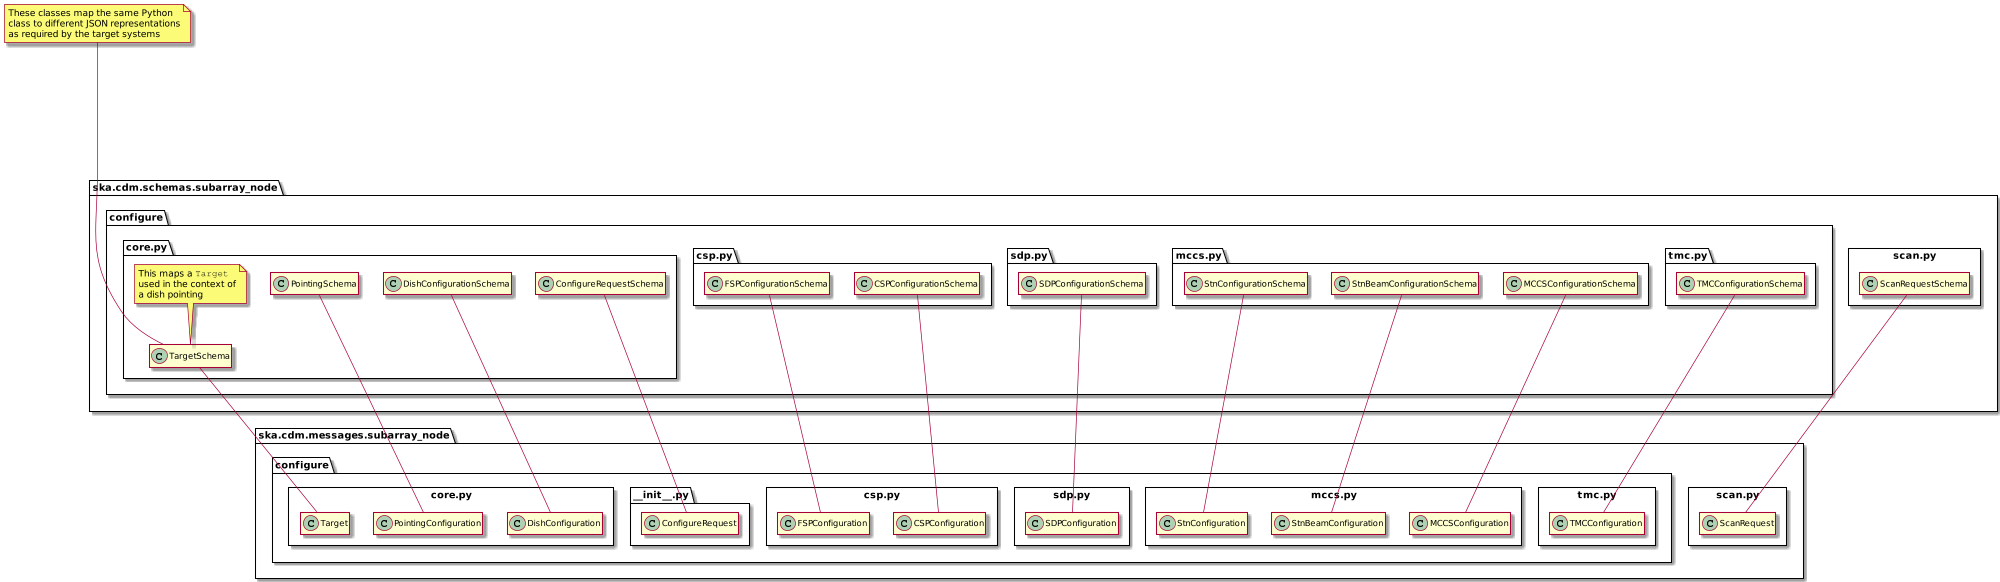 These classes map the same Python
class to different JSON representations
as required by the target systems
ska.cdm.schemas.subarray_node
configure
core.py
This maps a Target
used in the context of
a dish pointing
PointingSchema
DishConfigurationSchema
ConfigureRequestSchema
TargetSchema
csp.py
FSPConfigurationSchema
CSPConfigurationSchema
sdp.py
SDPConfigurationSchema
mccs.py
StnConfigurationSchema
StnBeamConfigurationSchema
MCCSConfigurationSchema
tmc.py
TMCConfigurationSchema
scan.py
ScanRequestSchema
ska.cdm.messages.subarray_node
configure
core.py
Target
PointingConfiguration
DishConfiguration
__init__.py
ConfigureRequest
csp.py
FSPConfiguration
CSPConfiguration
sdp.py
SDPConfiguration
mccs.py
StnConfiguration
StnBeamConfiguration
MCCSConfiguration
tmc.py
TMCConfiguration
scan.py
ScanRequest